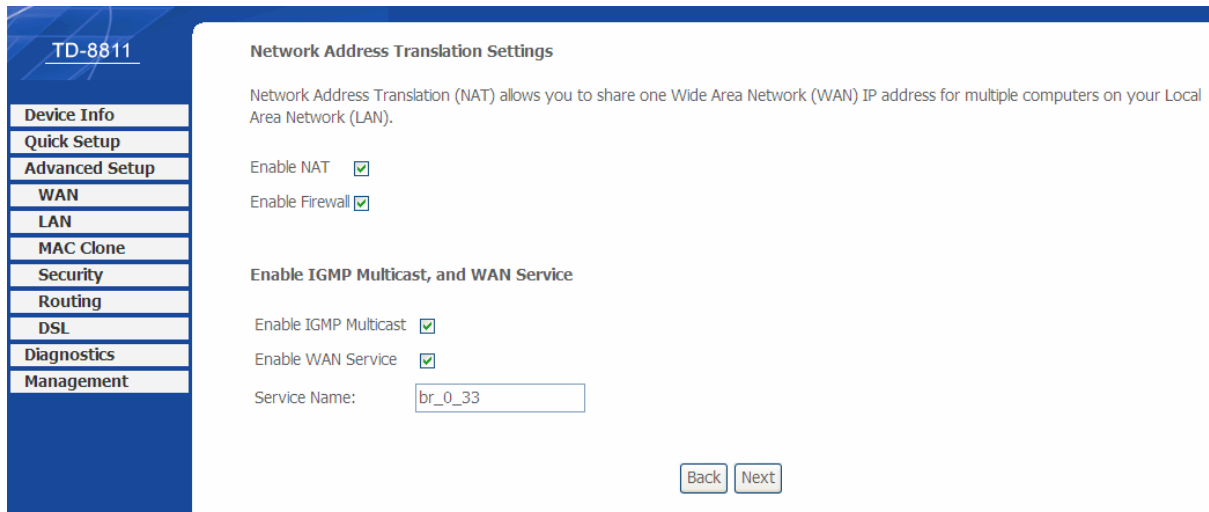 TD-8811
Device Info
Quick Setup
Advanced Setup
WAN
LAN
MAC Clone
Security
Routing
DSL
Diagnostics
Management
Network Address Translation Settings
Network Address Translation (NAT) allows you to share one Wide Area Network (WAN) IP address for multiple computers on your Local
Area Network (LAN).
Enable NAT
Enable Firewall
Enable IGMP Multicast, and WAN Service
Enable IGMP Multicast
Enable WAN Service
Service Name: br_0_33
Back Next